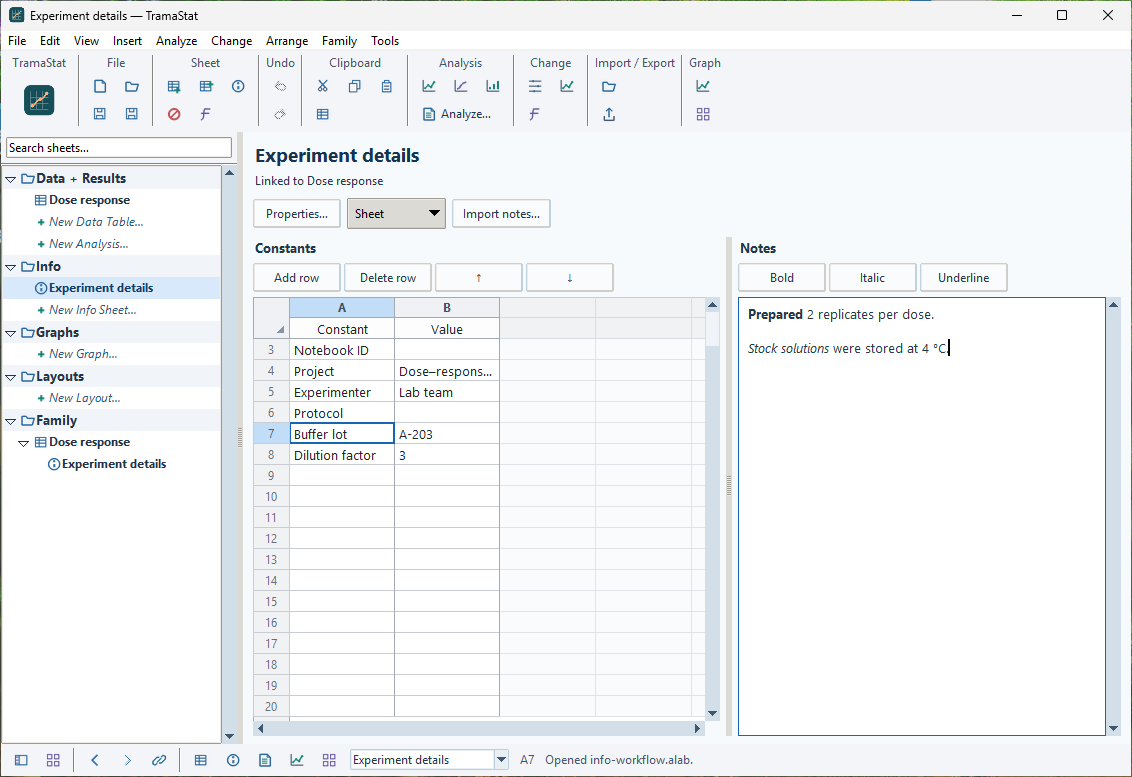 Experiment details — TramaStat
File Edit View Insert Analyze Change Arrange Family Tools
TramaStat File Sheet Undo Clipboard Analysis Change Import / Export Graph
Analyze...
Search sheets...
Data + Results
Dose response
+ New Data Table...
+ New Analysis...
Info
Experiment details
+ New Info Sheet...
Graphs
+ New Graph...
Layouts
+ New Layout...
Family
Dose response
Experiment details
Experiment details
Linked to Dose response
Properties... Sheet Import notes...
Constants
Add row Delete row ↑ ↓
A B
Constant Value
3 Notebook ID
4 Project Dose–respons...
5 Experimenter Lab team
6 Protocol
7 Buffer lot A-203
8 Dilution factor 3
9
10
11
12
13
14
15
16
17
18
19
20
Notes
Bold Italic Underline
Prepared 2 replicates per dose.
Stock solutions were stored at 4 °C.
Experiment details A7 Opened info-workflow.alab.